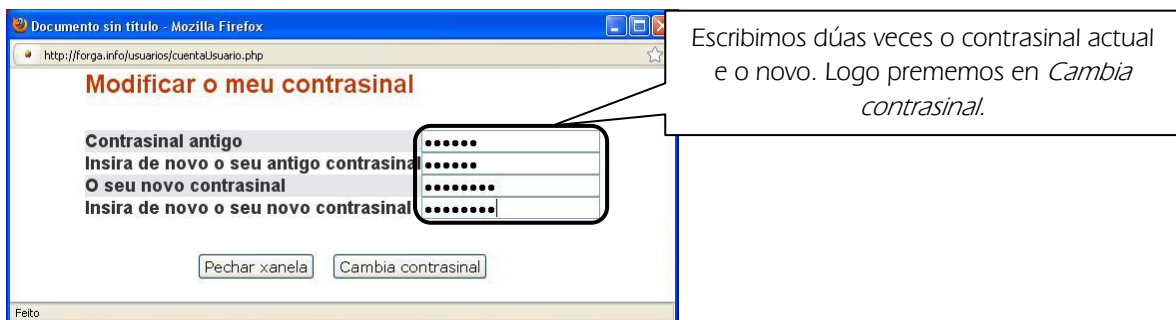 Documento sin título - Mozilla Firefox
http://forga.info/usuarios/cuentaUsuario.php
Modificar o meu contrasinal
Contrasinal antigo
Insira de novo o seu antigo contrasinal
O seu novo contrasinal
Insira de novo o seu novo contrasinal
Pechar xanela Cambia contrasinal
Feito
Escribimos dúas veces o contrasinal actual
e o novo. Logo prememos en Cambia
contrasinal.